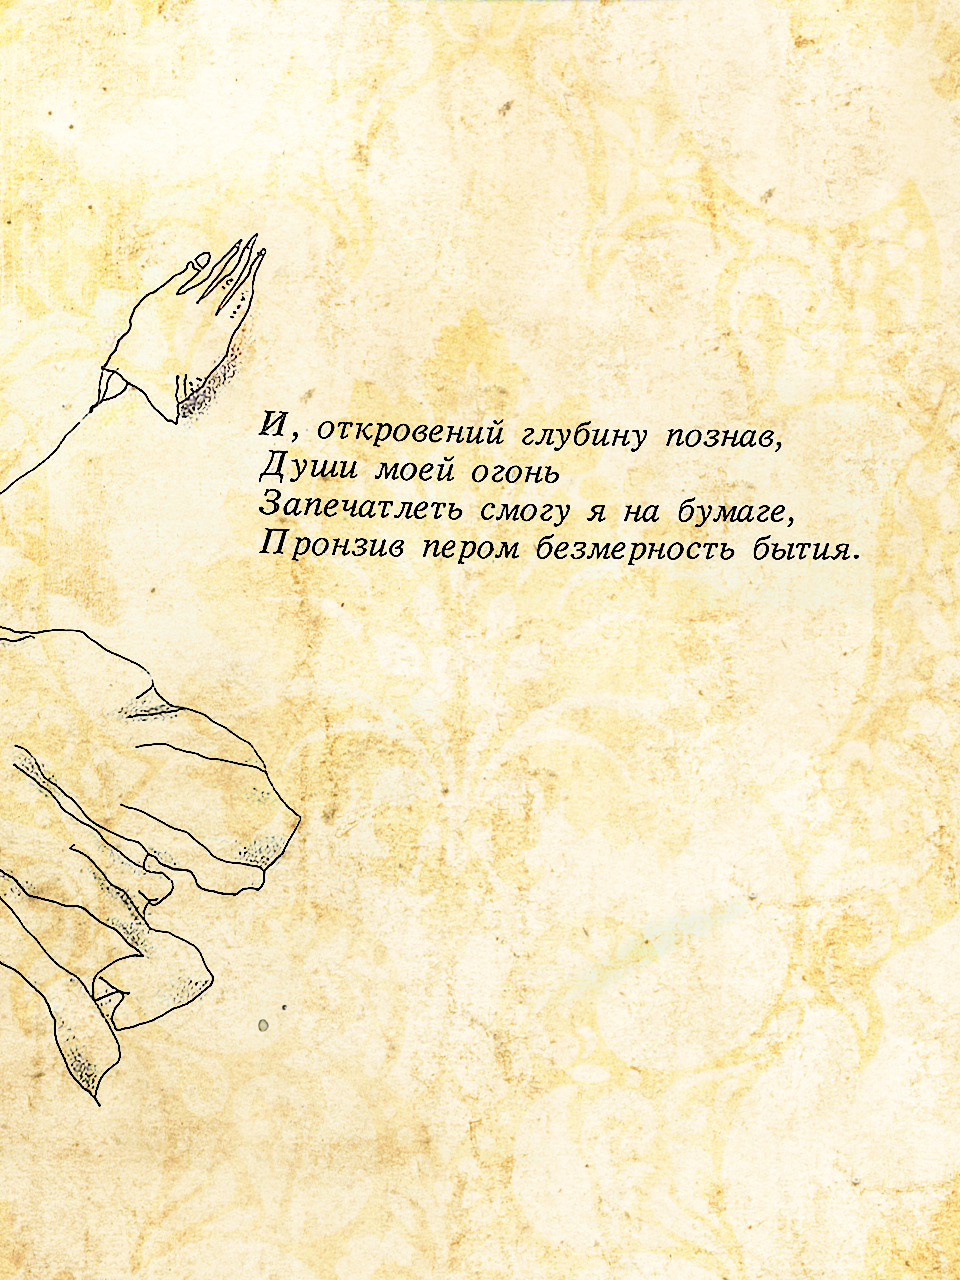 И, откровений глубину познав,
Души моей огонь
Запечатлеть смогу я на бумаге,
Пронзив пером безмерность бытия.